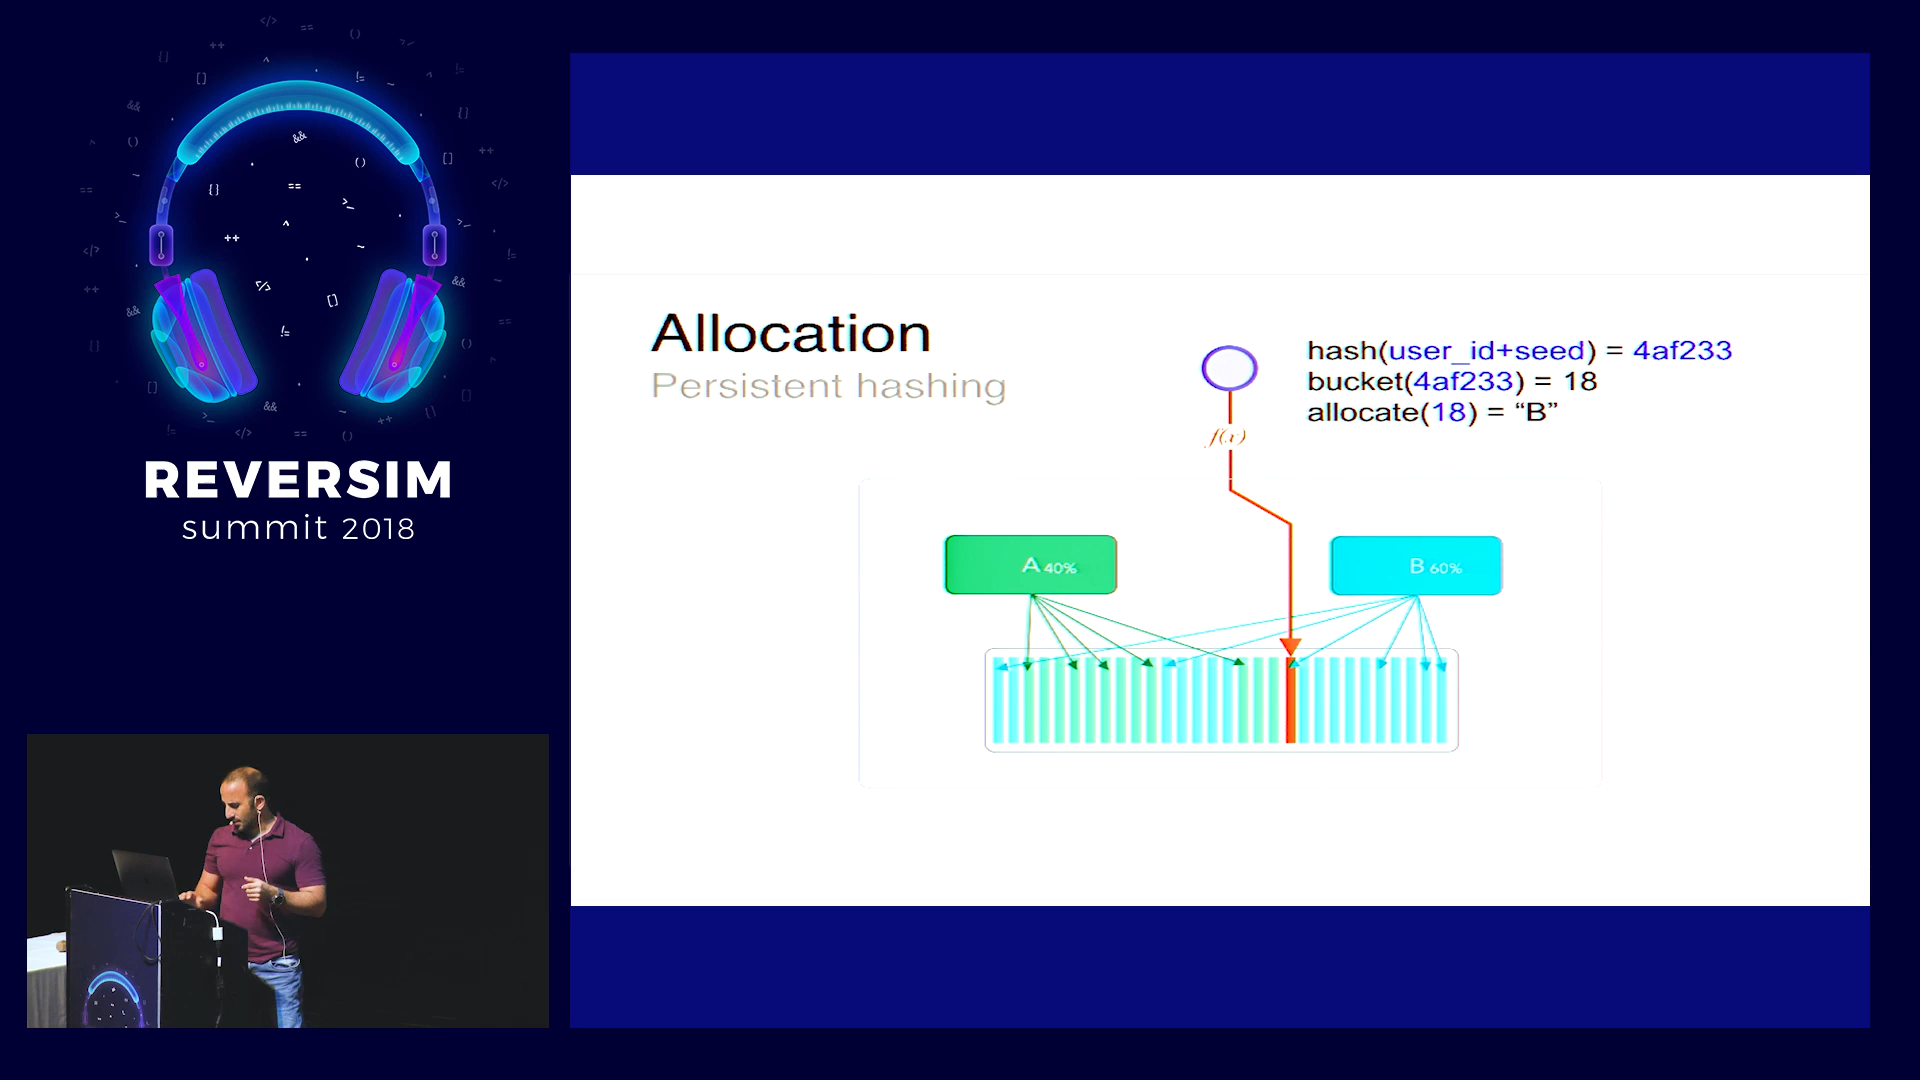 REVERSIM
summit 2018
Allocation
Persistent hashing
hash(user_id+seed) = 4af233
bucket(4af233) = 18
allocate(18) = “B”
f(x)
A 40%
B 60%